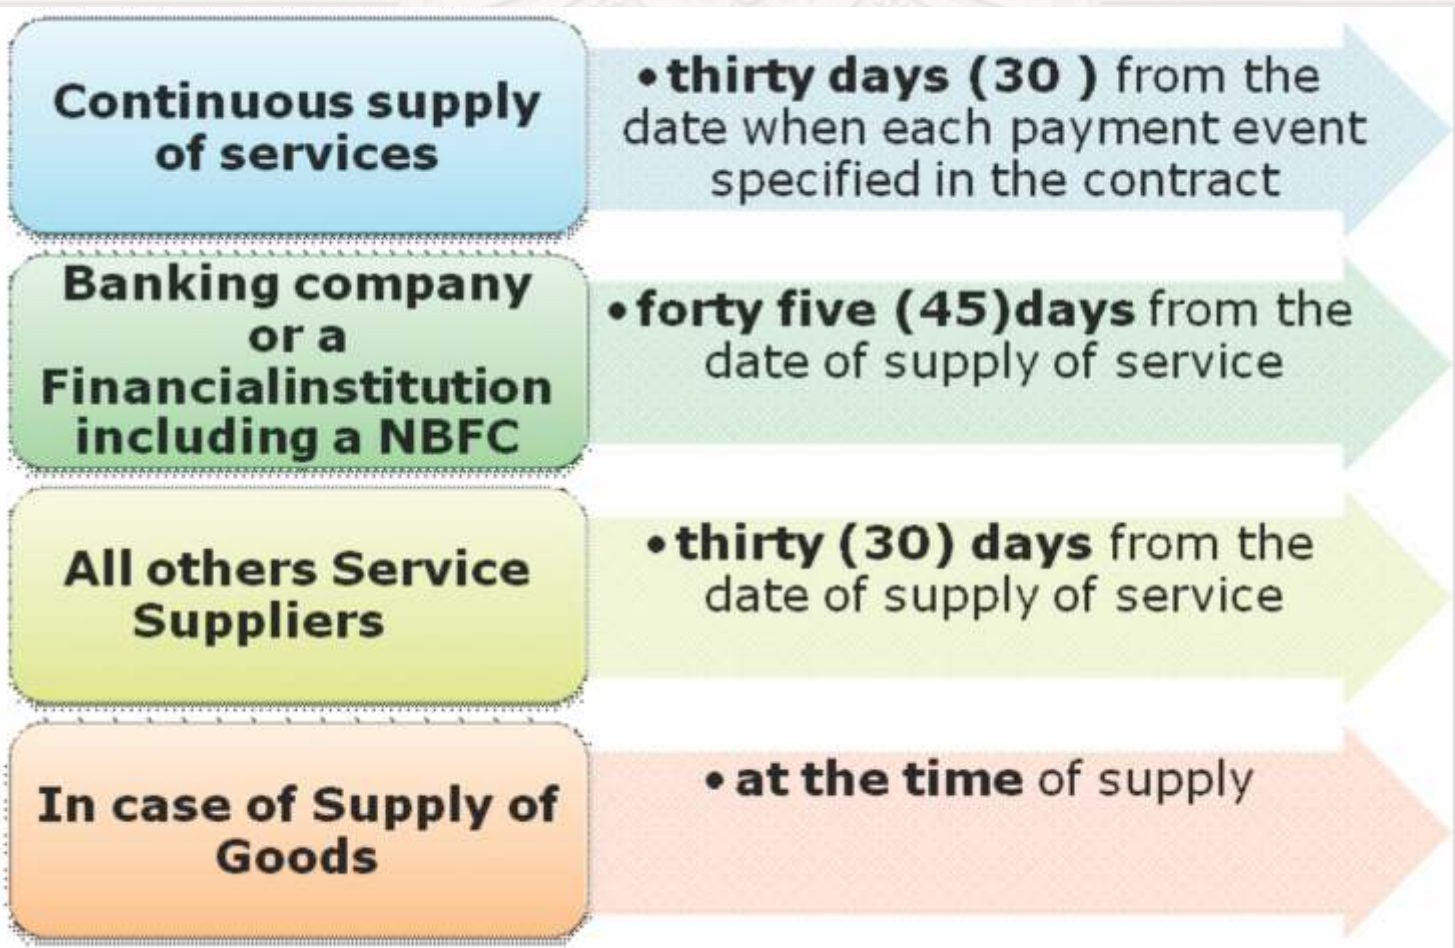 Continuous supply
of services
•thirty days (30 ) from the
date when each payment event
specified in the contract
Banking company
or a
Financialinstitution
including a NBFC
•forty five (45)days from the
date of supply of service
All others Service
Suppliers
•thirty (30) days from the
date of supply of service
In case of Supply of
Goods
•at the time of supply